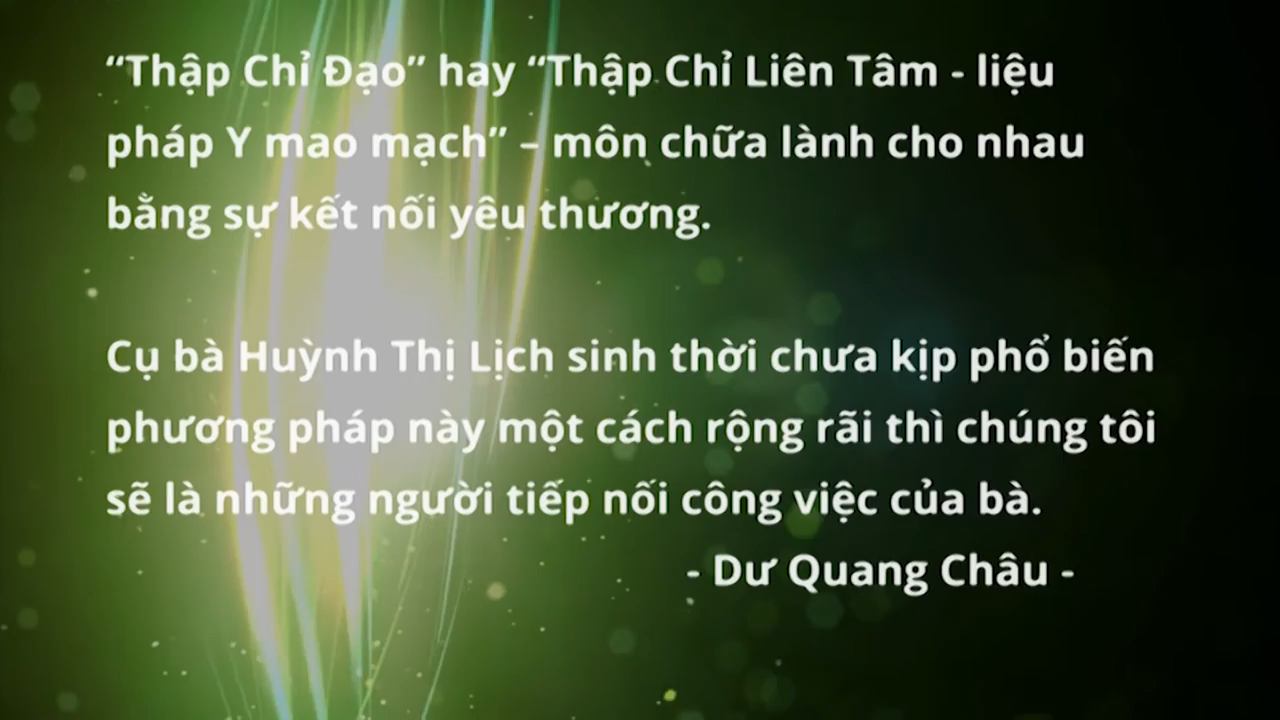 “Thập Chỉ Đạo” hay “Thập Chỉ Liên Tâm - liệu
pháp Y mao mạch” – môn chữa lành cho nhau
bằng sự kết nối yêu thương.
Cụ bà Huỳnh Thị Lịch sinh thời chưa kịp phổ biến
phương pháp này một cách rộng rãi thì chúng tôi
sẽ là những người tiếp nối công việc của bà.
- Dư Quang Châu -